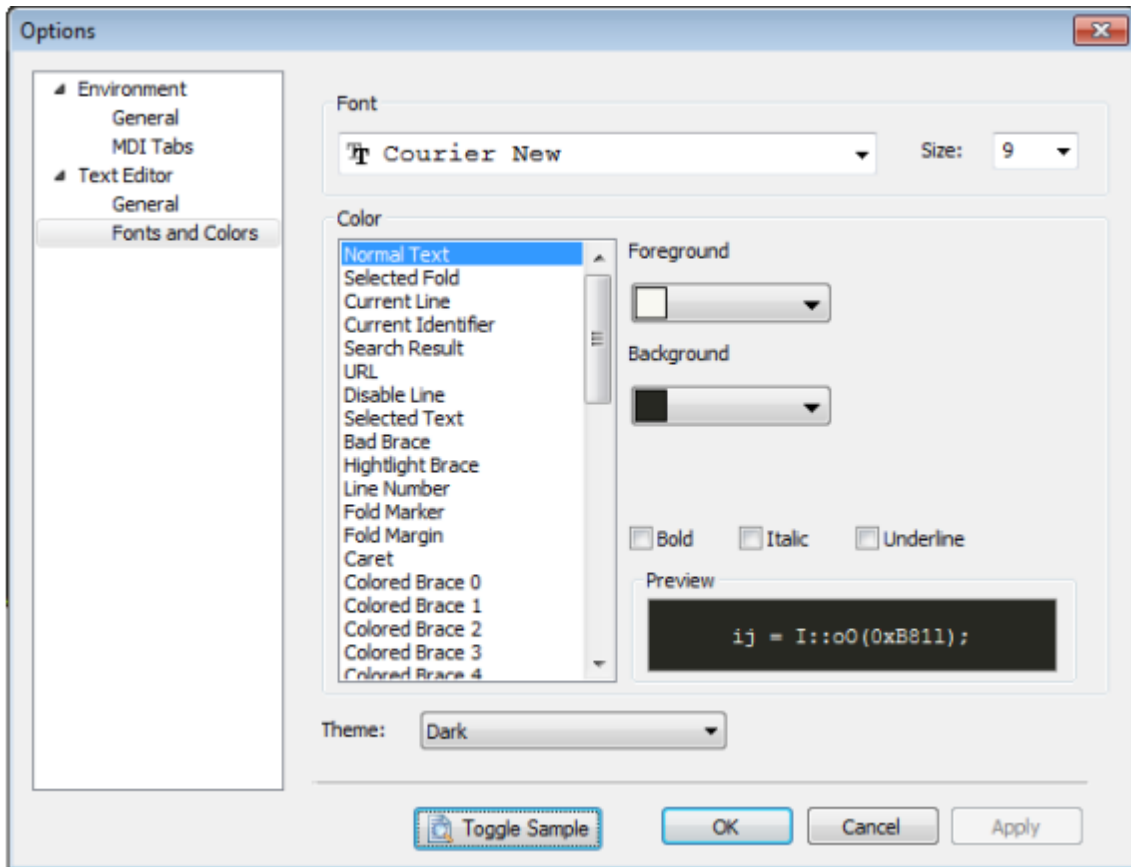 Options
Environment
General
MDI Tabs
Text Editor
General
Fonts and Colors
Font
Courier New
Size: 9
Color
Normal Text
Selected Fold
Current Line
Current Identifier
Search Result
URL
Disable Line
Selected Text
Bad Brace
Hightlight Brace
Line Number
Fold Marker
Fold Margin
Caret
Colored Brace 0
Colored Brace 1
Colored Brace 2
Colored Brace 3
Colored Brace 4
Foreground
Background
Bold Italic Underline
Preview
ij = I::oO(0xB81l);
Theme: Dark
Toggle Sample OK Cancel Apply